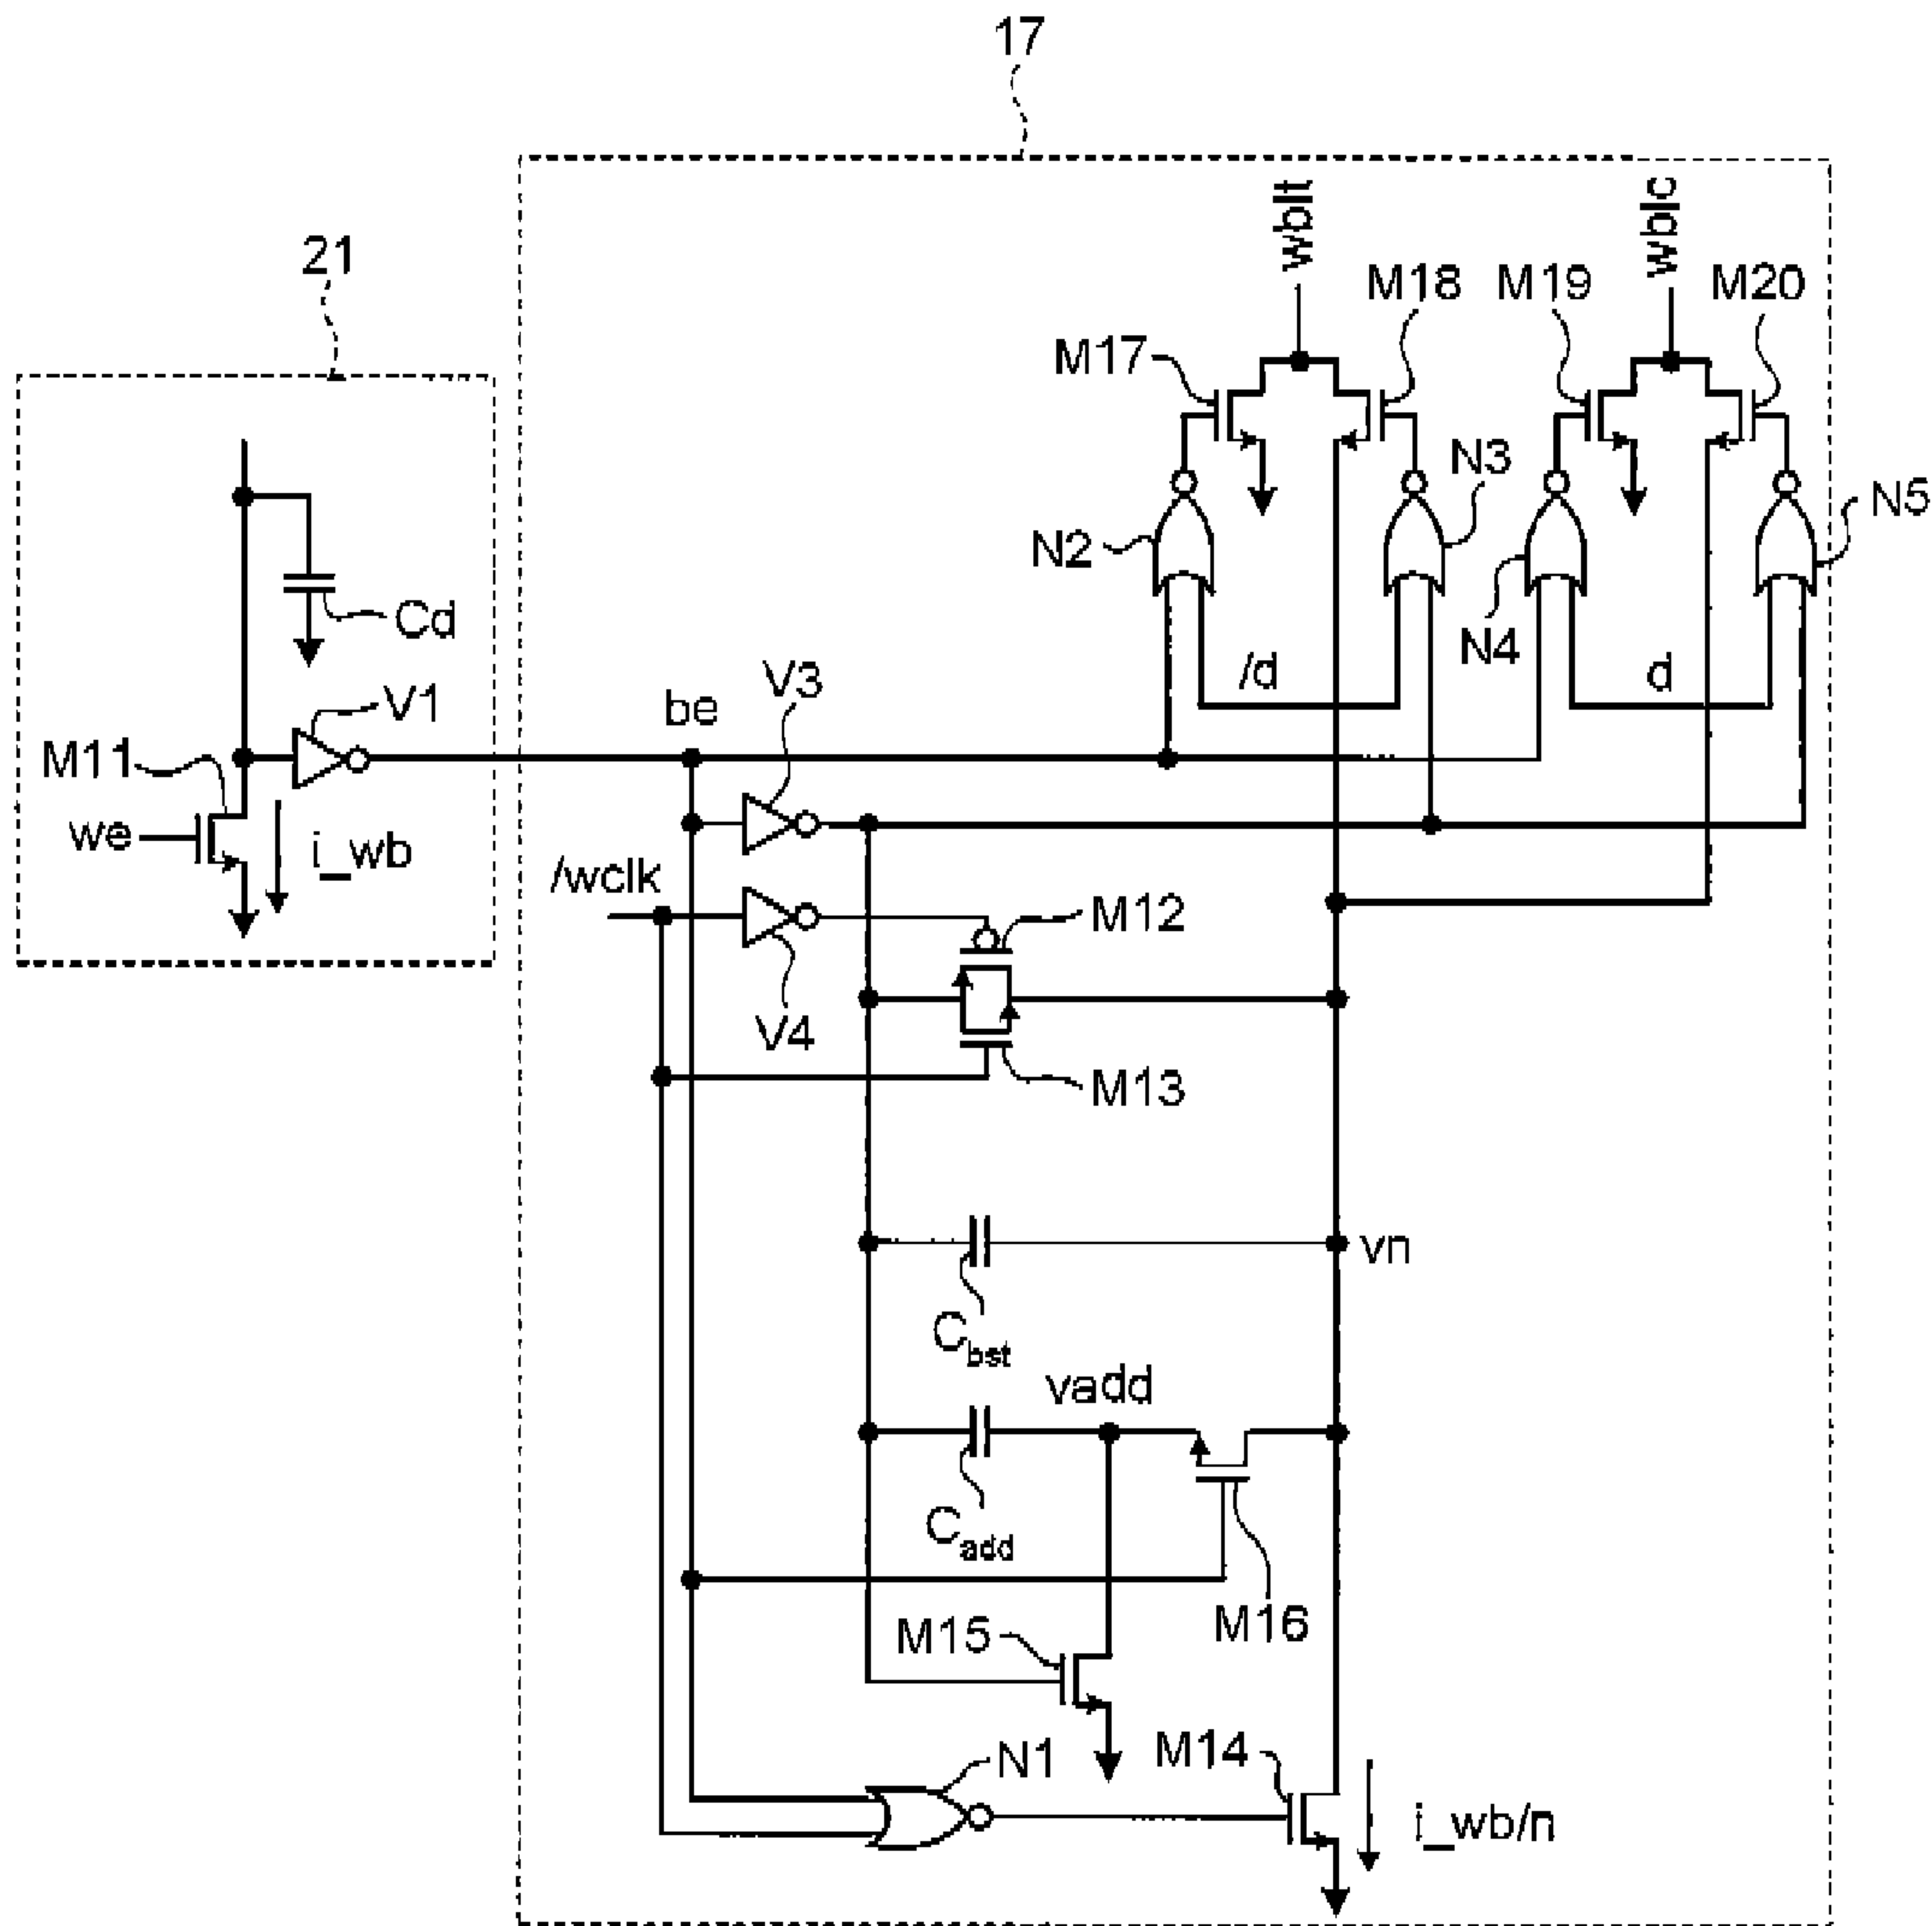 17
21
wblt
wblc
M17
M18
M19
M20
N2
N3
N4
N5
/d
d
Cd
V1
M11
we
i_wb
be
V3
/wclk
V4
M12
M13
vn
Cbst
vadd
Cadd
M16
M15
N1
M14
i_wb/n